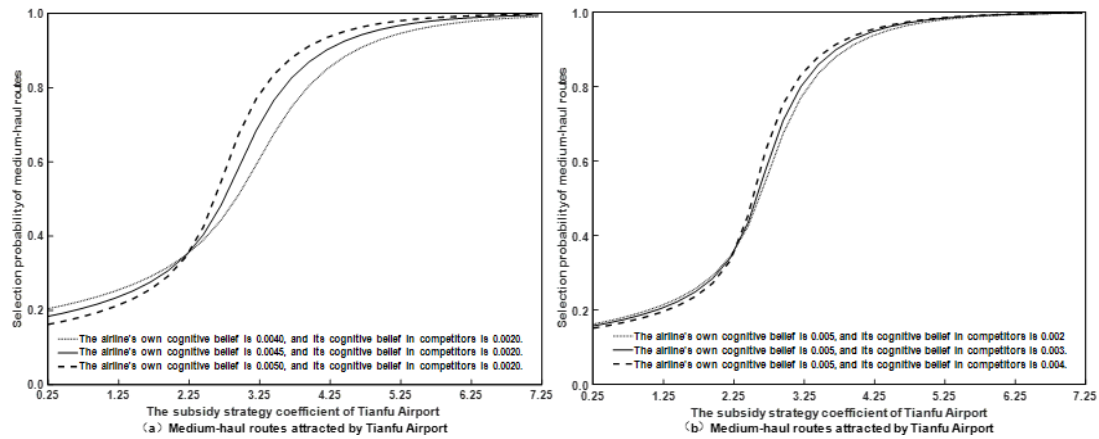 Selection probability of medium-haul routes
1.0
0.8
0.6
0.4
0.2
0.0
The airline's own cognitive belief is 0.0040, and its cognitive belief in competitors is 0.0020.
The airline's own cognitive belief is 0.0045, and its cognitive belief in competitors is 0.0020.
The airline's own cognitive belief is 0.0050, and its cognitive belief in competitors is 0.0020.
0.25 1.25 2.25 3.25 4.25 5.25 6.25 7.25
The subsidy strategy coefficient of Tianfu Airport
（a）Medium-haul routes attracted by Tianfu Airport
Selection probability of medium-haul routes
1.0
0.8
0.6
0.4
0.2
0.0
The airline's own cognitive belief is 0.005, and its cognitive belief in competitors is 0.002
The airline's own cognitive belief is 0.005, and its cognitive belief in competitors is 0.003.
The airline's own cognitive belief is 0.005, and its cognitive belief in competitors is 0.004.
0.25 1.25 2.25 3.25 4.25 5.25 6.25 7.25
The subsidy strategy coefficient of Tianfu Airport
（b）Medium-haul routes attracted by Tianfu Airport